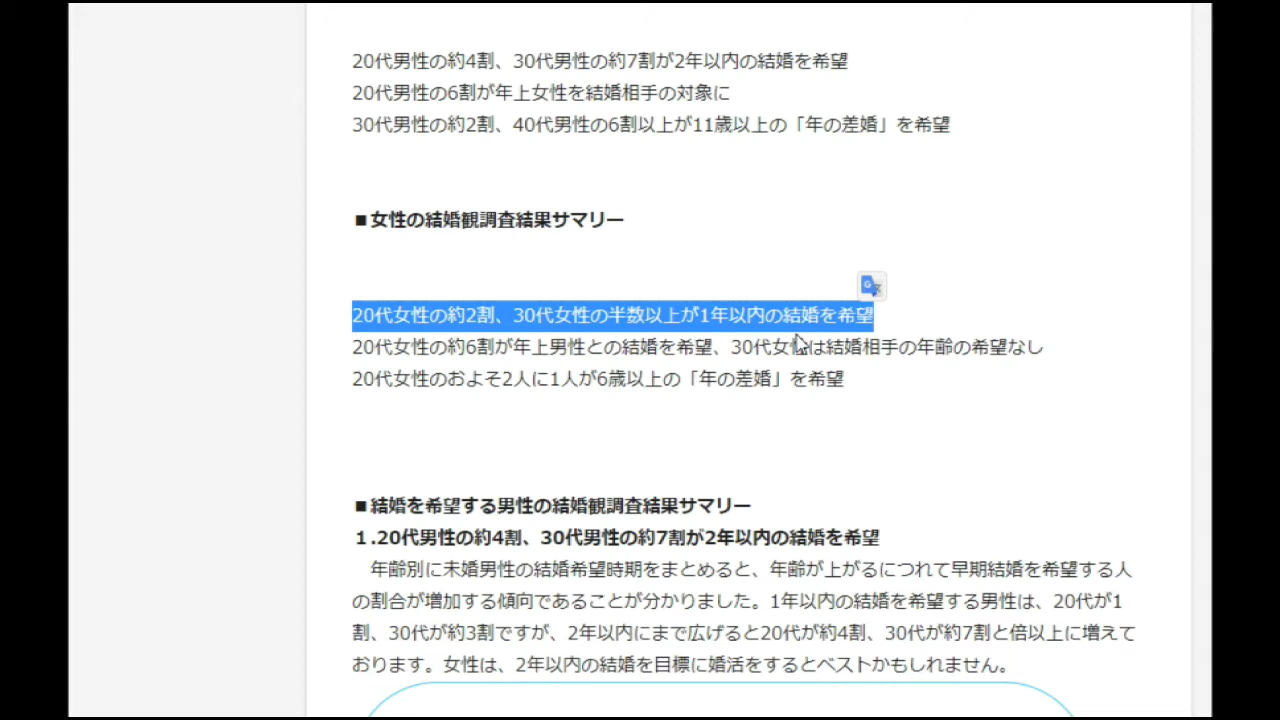 20代男性の約4割、30代男性の約7割が2年以内の結婚を希望
20代男性の6割が年上女性を結婚相手の対象に
30代男性の約2割、40代男性の6割以上が11歳以上の「年の差婚」を希望
■女性の結婚観調査結果サマリー
20代女性の約2割、30代女性の半数以上が1年以内の結婚を希望
20代女性の約6割が年上男性との結婚を希望、30代女性は結婚相手の年齢の希望なし
20代女性のおよそ2人に1人が6歳以上の「年の差婚」を希望
■結婚を希望する男性の結婚観調査結果サマリー
１.20代男性の約4割、30代男性の約7割が2年以内の結婚を希望
　年齢別に未婚男性の結婚希望時期をまとめると、年齢が上がるにつれて早期結婚を希望する人
の割合が増加する傾向であることが分かりました。1年以内の結婚を希望する男性は、20代が1
割、30代が約3割ですが、2年以内にまで広げると20代が約4割、30代が約7割と倍以上に増えて
おります。女性は、2年以内の結婚を目標に婚活をするとベストかもしれません。